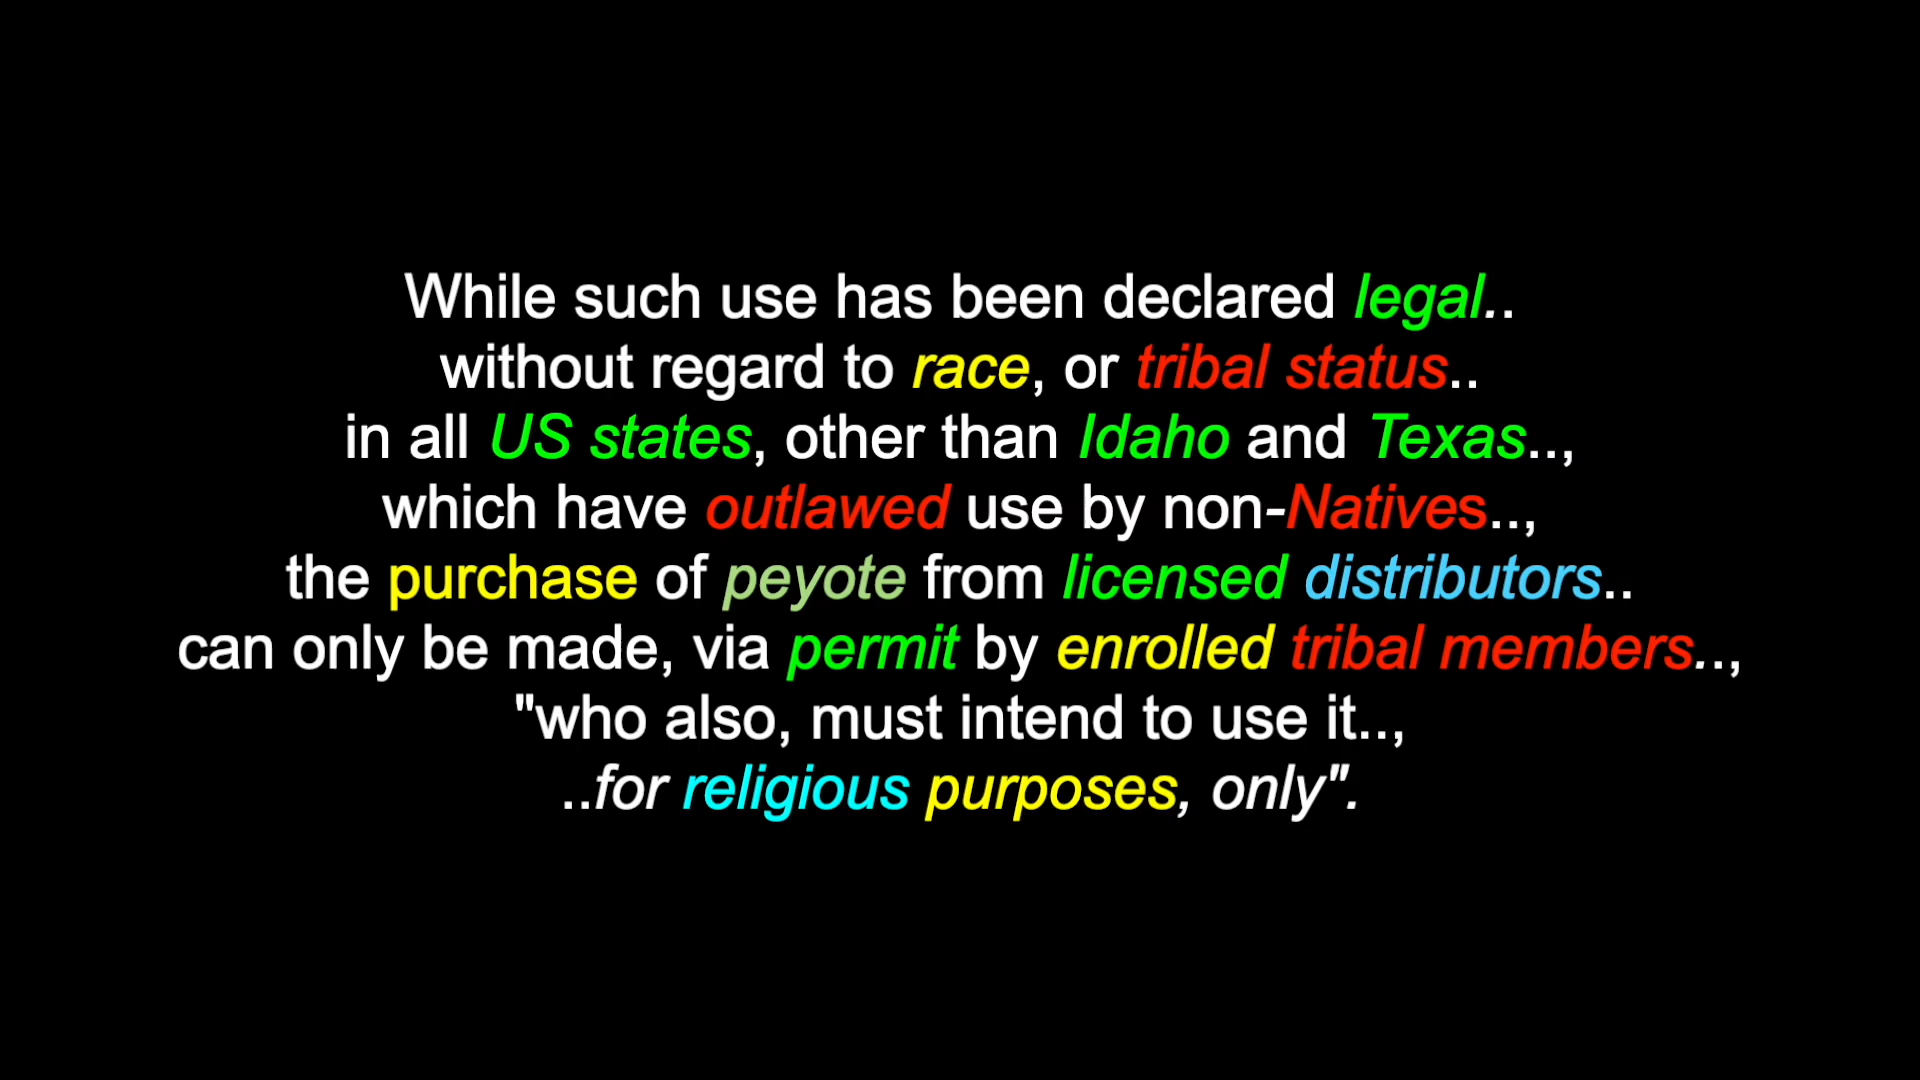 While such use has been declared legal..
without regard to race, or tribal status..
in all US states, other than Idaho and Texas..,
which have outlawed use by non-Natives..,
the purchase of peyote from licensed distributors..
can only be made, via permit by enrolled tribal members..,
"who also, must intend to use it..,
..for religious purposes, only".